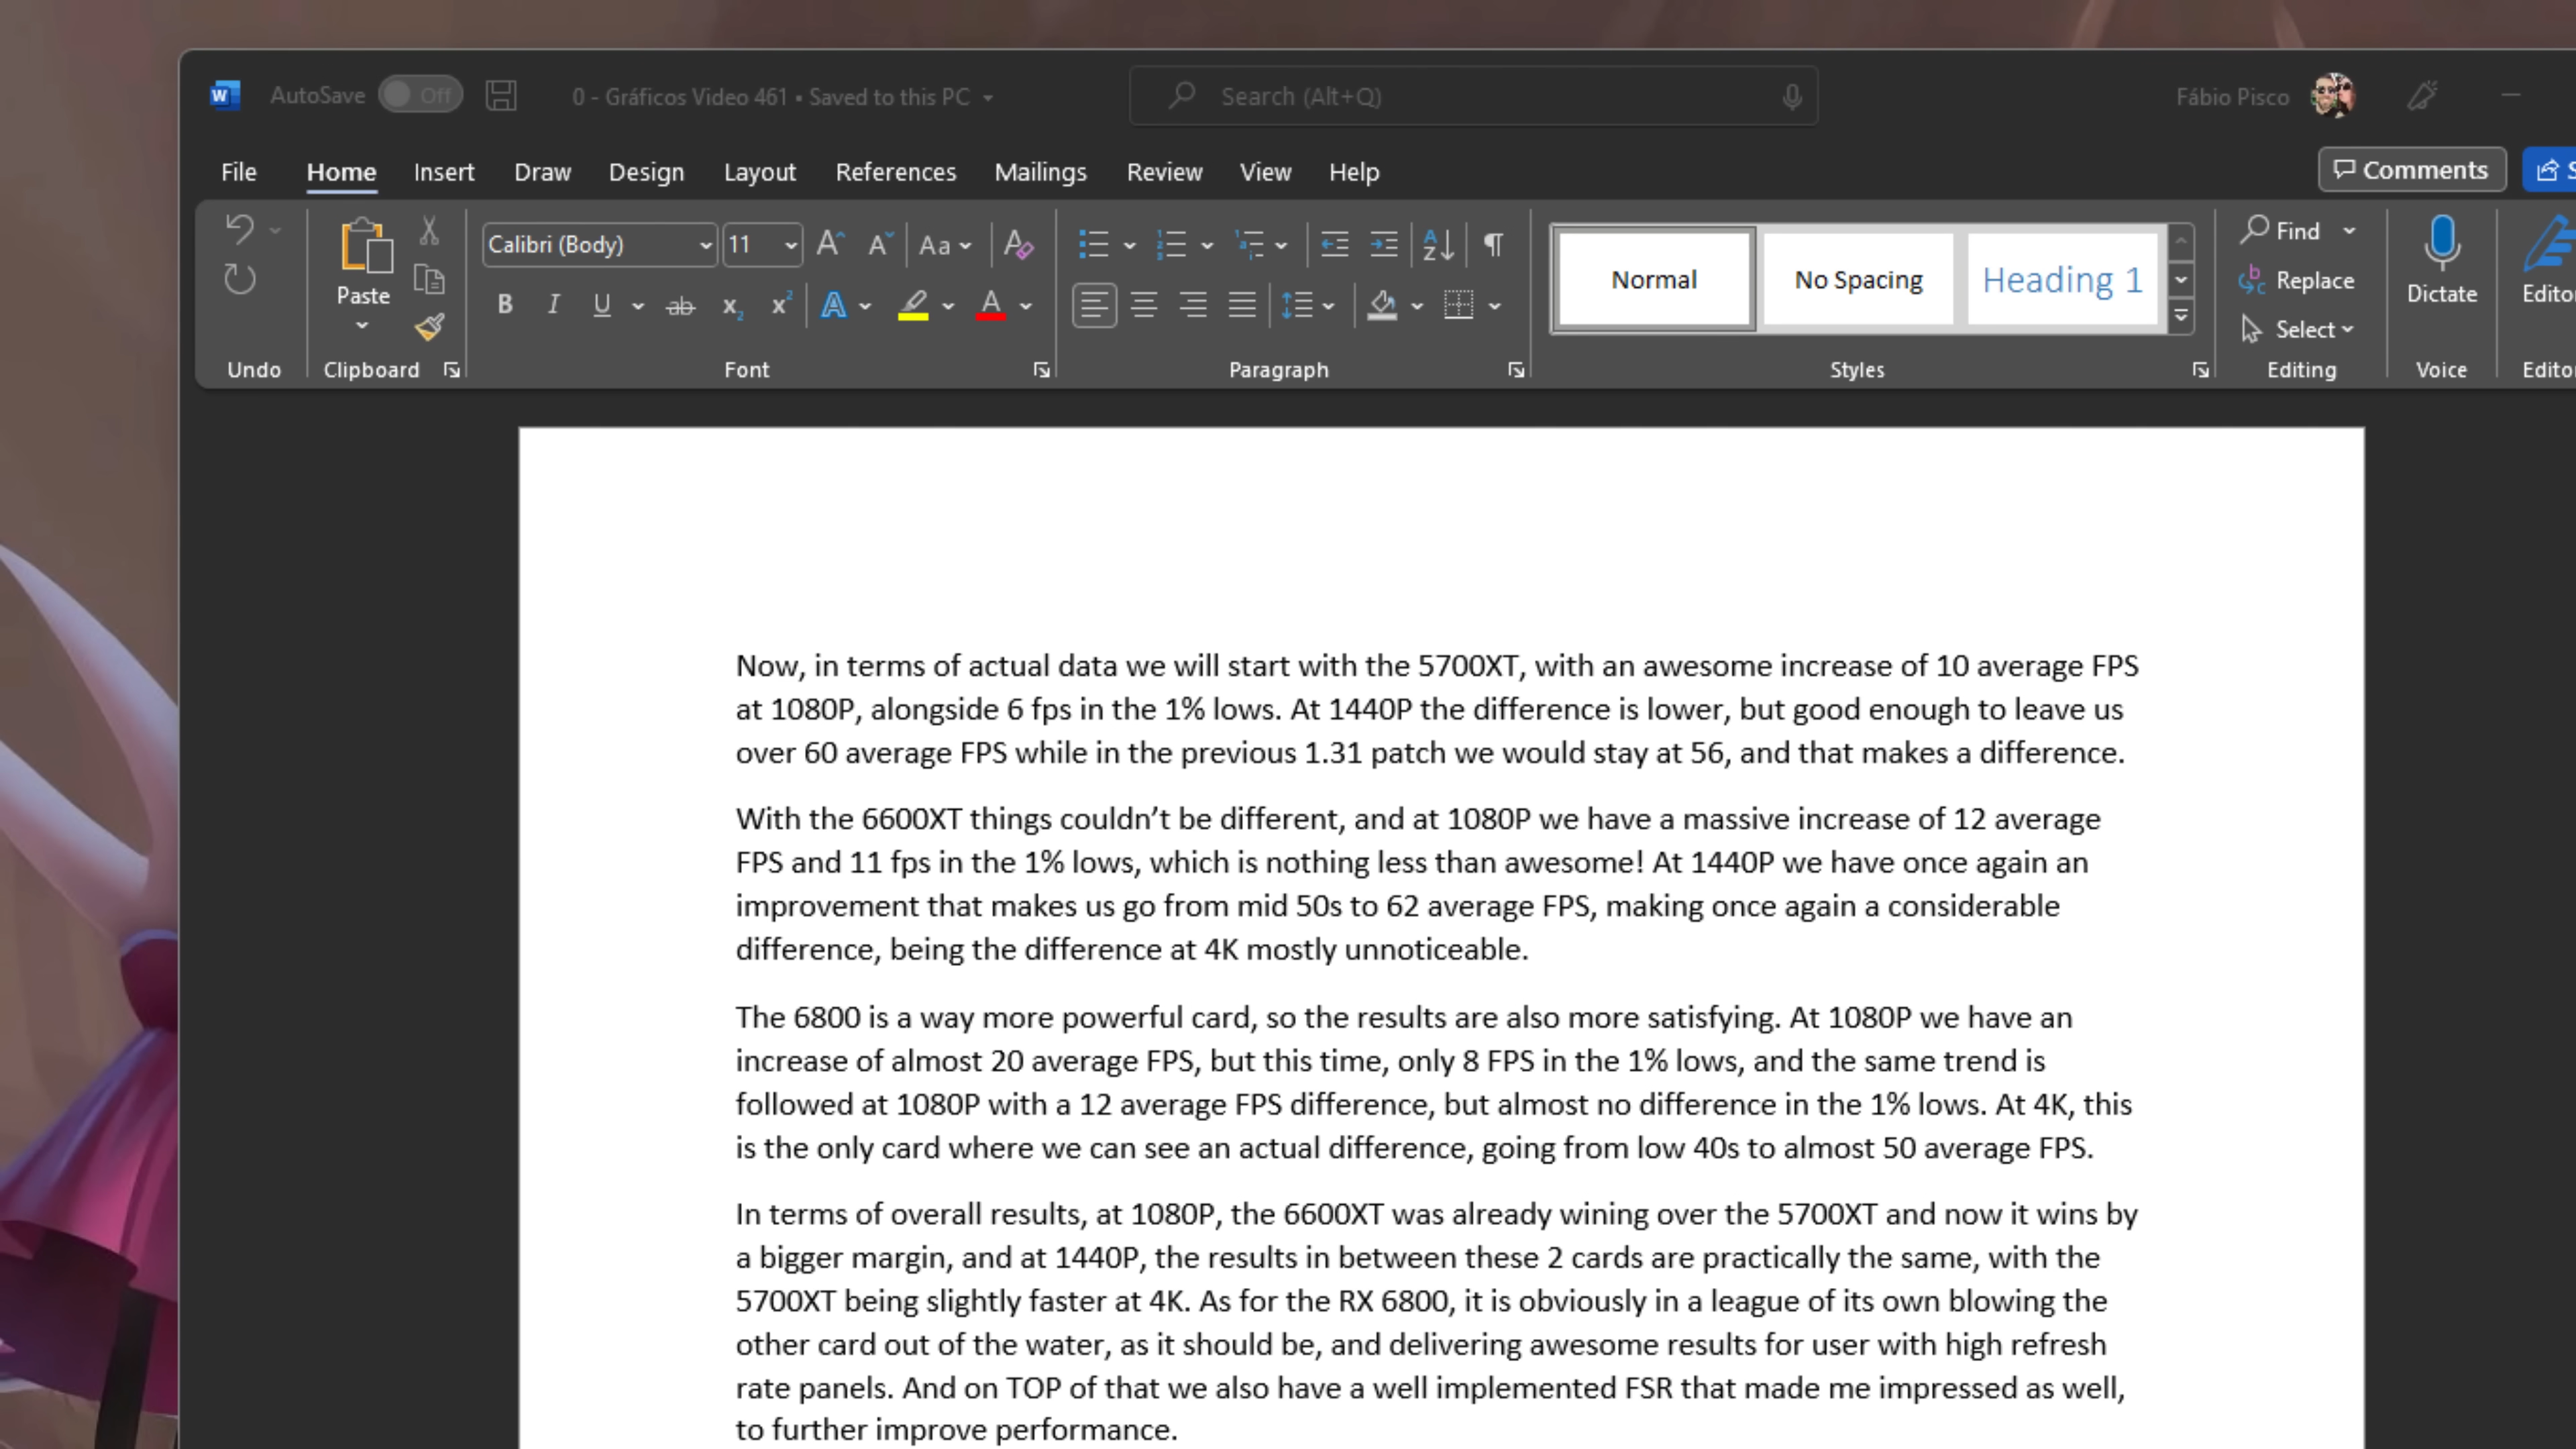 AutoSave Off 0 - Gráficos Video 461 • Saved to this PC Search (Alt+Q) Fábio Pisco
File Home Insert Draw Design Layout References Mailings Review View Help Comments
Calibri (Body) 11 Aa Normal No Spacing Heading 1 Find
Paste Replace Dictate
Select
Undo Clipboard Font Paragraph Styles Editing Voice
Now, in terms of actual data we will start with the 5700XT, with an awesome increase of 10 average FPS
at 1080P, alongside 6 fps in the 1% lows. At 1440P the difference is lower, but good enough to leave us
over 60 average FPS while in the previous 1.31 patch we would stay at 56, and that makes a difference.
With the 6600XT things couldn’t be different, and at 1080P we have a massive increase of 12 average
FPS and 11 fps in the 1% lows, which is nothing less than awesome! At 1440P we have once again an
improvement that makes us go from mid 50s to 62 average FPS, making once again a considerable
difference, being the difference at 4K mostly unnoticeable.
The 6800 is a way more powerful card, so the results are also more satisfying. At 1080P we have an
increase of almost 20 average FPS, but this time, only 8 FPS in the 1% lows, and the same trend is
followed at 1080P with a 12 average FPS difference, but almost no difference in the 1% lows. At 4K, this
is the only card where we can see an actual difference, going from low 40s to almost 50 average FPS.
In terms of overall results, at 1080P, the 6600XT was already wining over the 5700XT and now it wins by
a bigger margin, and at 1440P, the results in between these 2 cards are practically the same, with the
5700XT being slightly faster at 4K. As for the RX 6800, it is obviously in a league of its own blowing the
other card out of the water, as it should be, and delivering awesome results for user with high refresh
rate panels. And on TOP of that we also have a well implemented FSR that made me impressed as well,
to further improve performance.